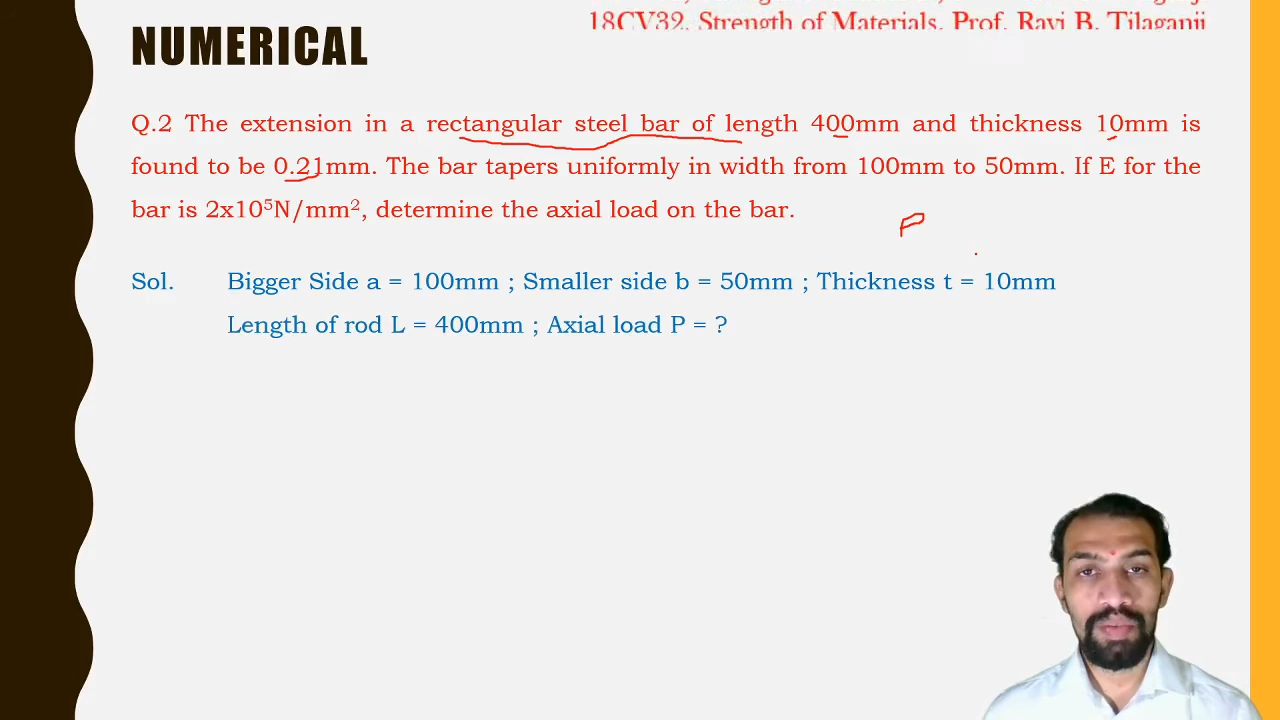 18CV32, Strength of Materials, Prof. Ravi B. Tilaganji
NUMERICAL
Q.2 The extension in a rectangular steel bar of length 400mm and thickness 10mm is
found to be 0.21mm. The bar tapers uniformly in width from 100mm to 50mm. If E for the
bar is 2x10⁵N/mm², determine the axial load on the bar.
P
Sol. Bigger Side a = 100mm ; Smaller side b = 50mm ; Thickness t = 10mm
Length of rod L = 400mm ; Axial load P = ?